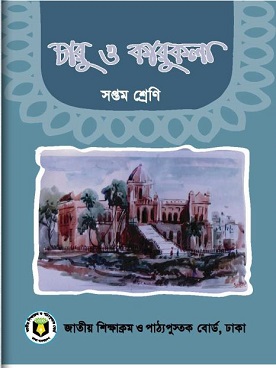 চারু ও কারুকলা
সপ্তম শ্রেণি
জাতীয় শিক্ষাক্রম ও পাঠ্যপুস্তক বোর্ড, ঢাকা